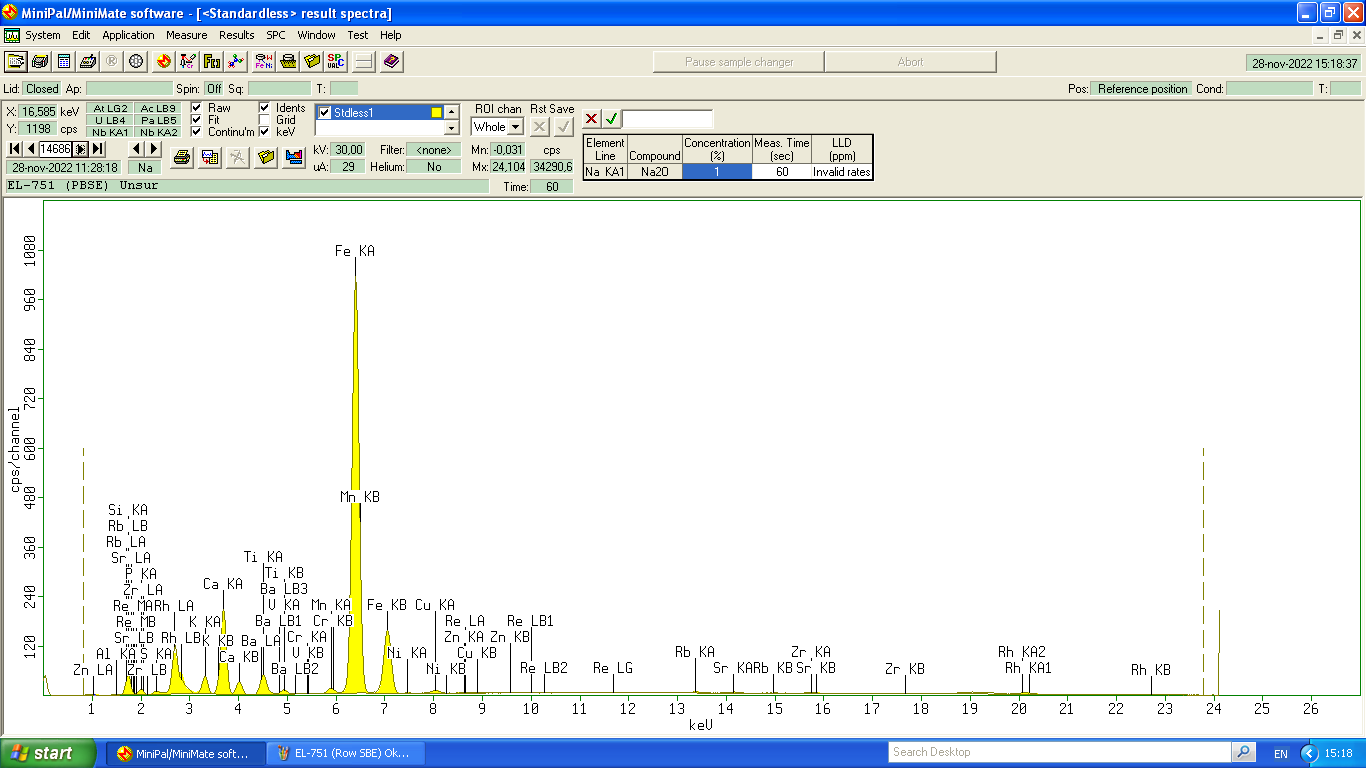 MiniPal/MiniMate software - [<Standardless> result spectra]
System Edit Application Measure Results SPC Window Test Help
Pause sample changer Abort 28-nov-2022 15:18:37
Lid: Closed Ap: Spin: Off Sq: T: Pos: Reference position Cond: T:
X: 16,585 keV At LG2 Ac LB9 Raw Idents Stdless1 ROI chan Rst Save
Y: 1198 cps U LB4 Pa LB5 Fit Grid Whole
Nb KA1 Nb KA2 Continu'm keV
14686 kV: 30,00 Filter: <none> Mn: -0,031 cps
28-nov-2022 11:28:18 Na uA: 29 Helium: No Mx: 24,104 34290,6
EL-751 (PBSE) Unsur Time: 60
Element Line Compound Concentration (%) Meas. Time (sec) LLD (ppm)
Na KA1 Na2O 1 60 Invalid rates
1080
960
840
720
600
480
360
240
120
cps/channel
Fe KA
Mn KB
Si KA
Rb LB
Rb LA
Sr LA
P KA
Zr LA
Re MA
Rh LA
Re MB
Sr LB
Rh LB
Al KA
S KA
Zn LA
Zr LB
Ca KA
K KA
K KB
Ca KB
Ti KA
Ti KB
Ba LB3
V KA
Ba LB1
Ba LA
Cr KA
V KB
Ba LB2
Mn KA
Cr KB
Fe KB
Cu KA
Ni KA
Ni KB
Re LA
Zn KA
Cu KB
Re LB1
Zn KB
Re LB2
Re LG
Rb KA
Sr KA
Rb KB
Zr KA
Sr KB
Zr KB
Rh KA2
Rh KA1
Rh KB
1 2 3 4 5 6 7 8 9 10 11 12 13 14 15 16 17 18 19 20 21 22 23 24 25 26
keV
start MiniPal/MiniMate soft... EL-751 (Row SBE) Ok... Search Desktop EN 15:18